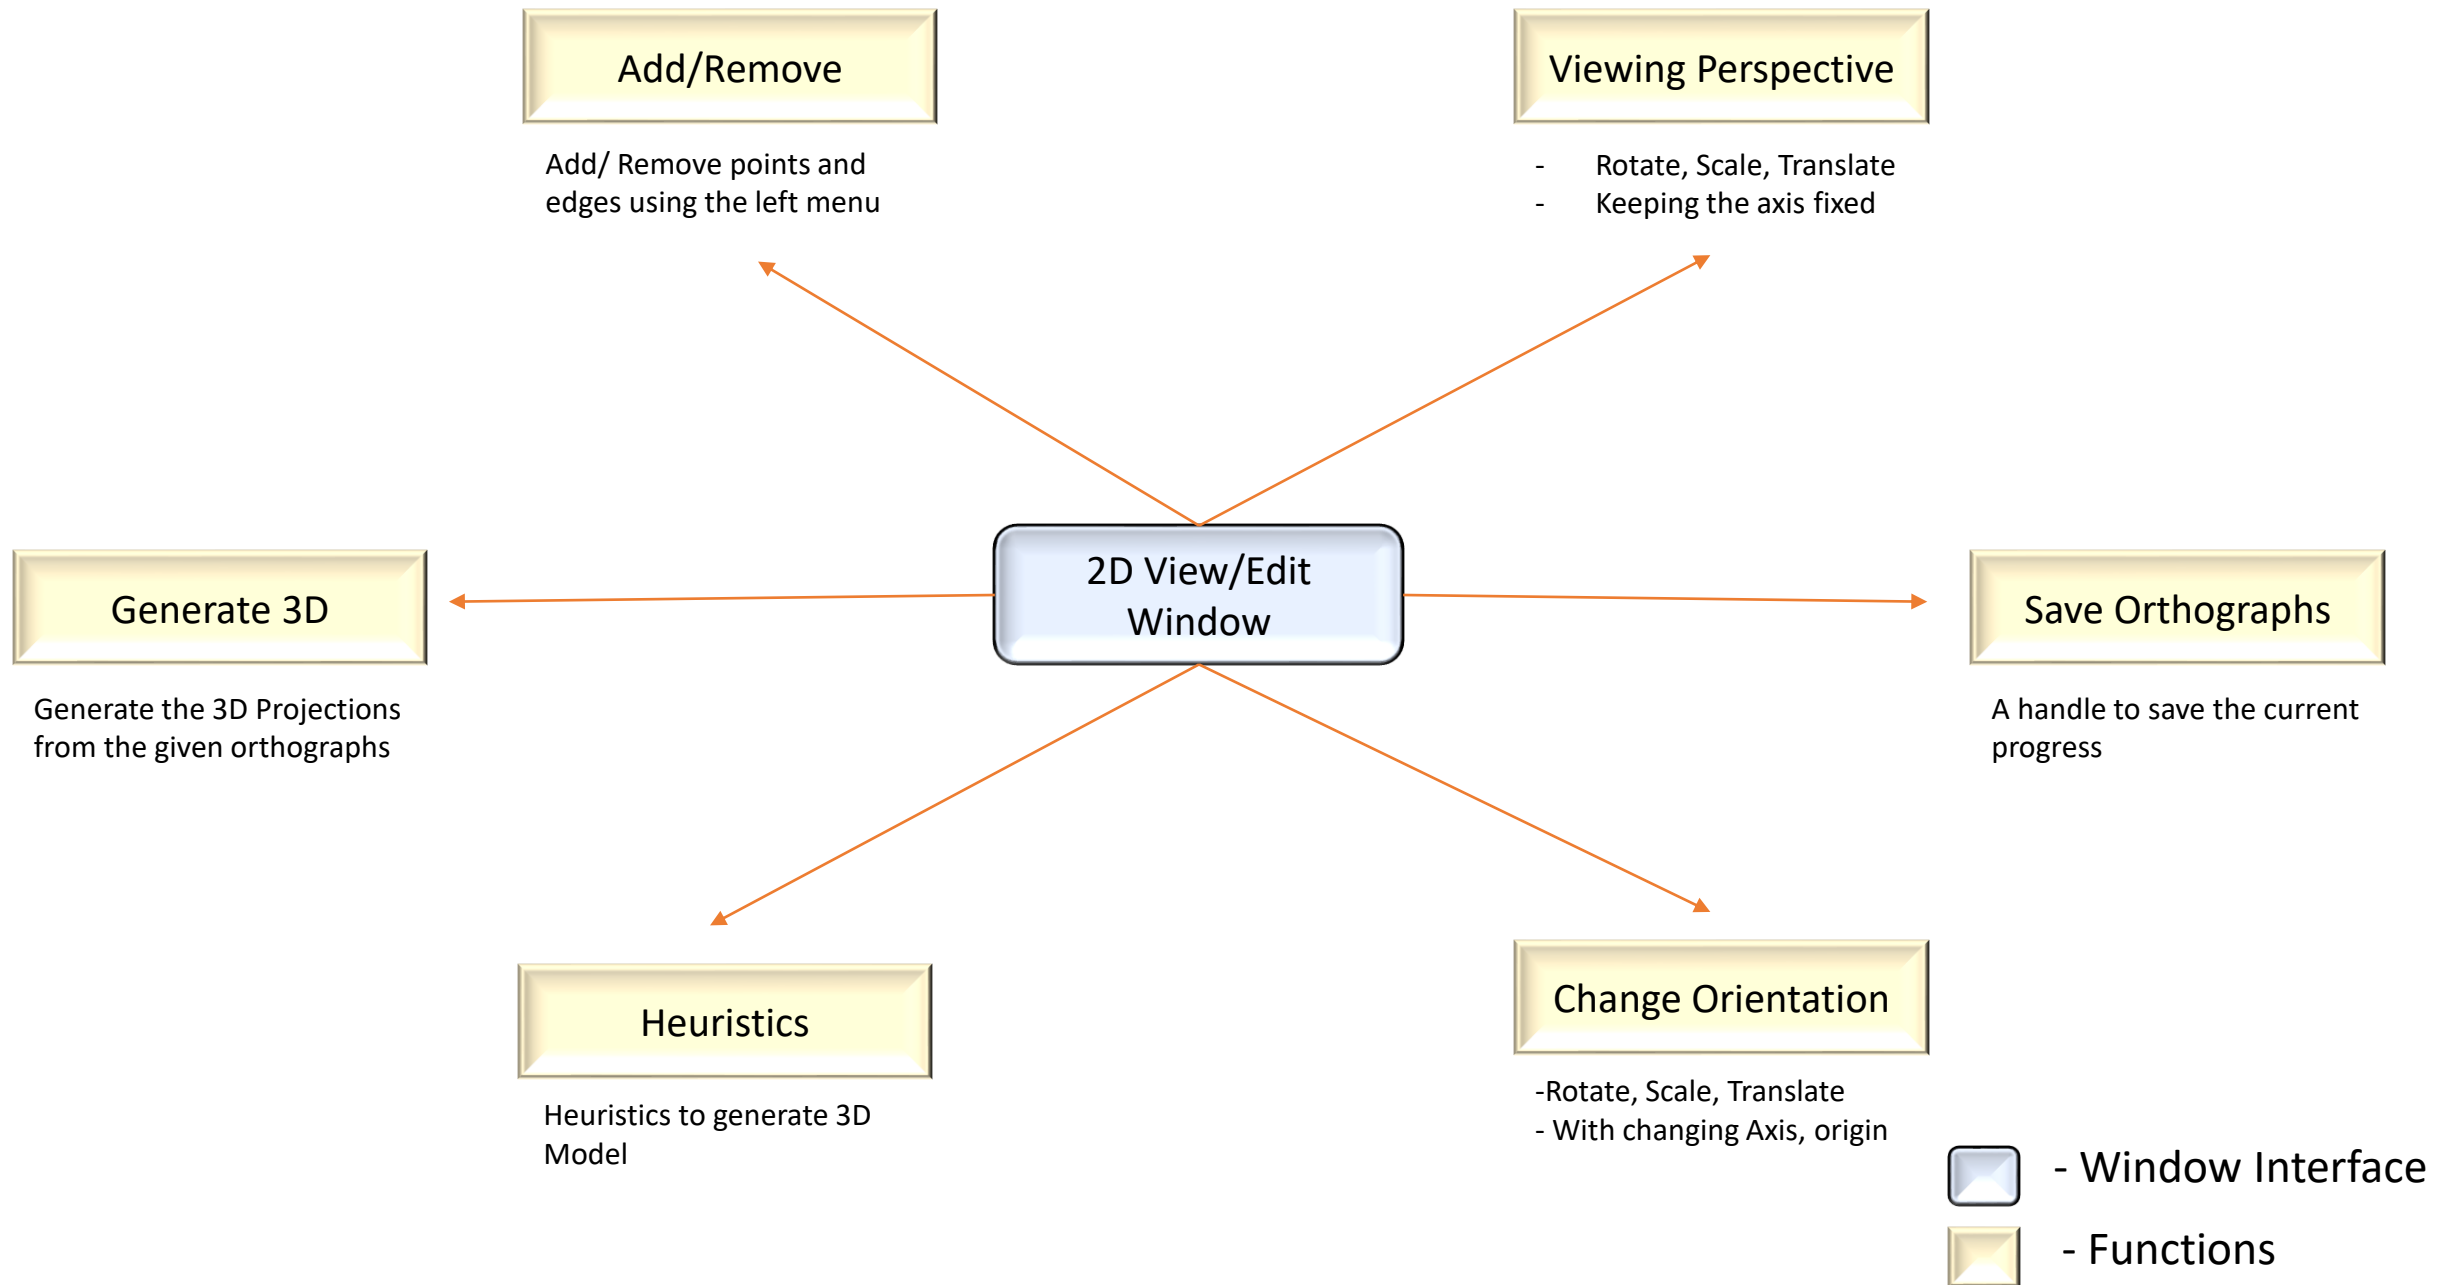 Add/Remove
Add/ Remove points and
edges using the left menu
Viewing Perspective
- Rotate, Scale, Translate
- Keeping the axis fixed
Generate 3D
Generate the 3D Projections
from the given orthographs
2D View/Edit
Window
Save Orthographs
A handle to save the current
progress
Heuristics
Heuristics to generate 3D
Model
Change Orientation
-Rotate, Scale, Translate
- With changing Axis, origin
- Window Interface
- Functions